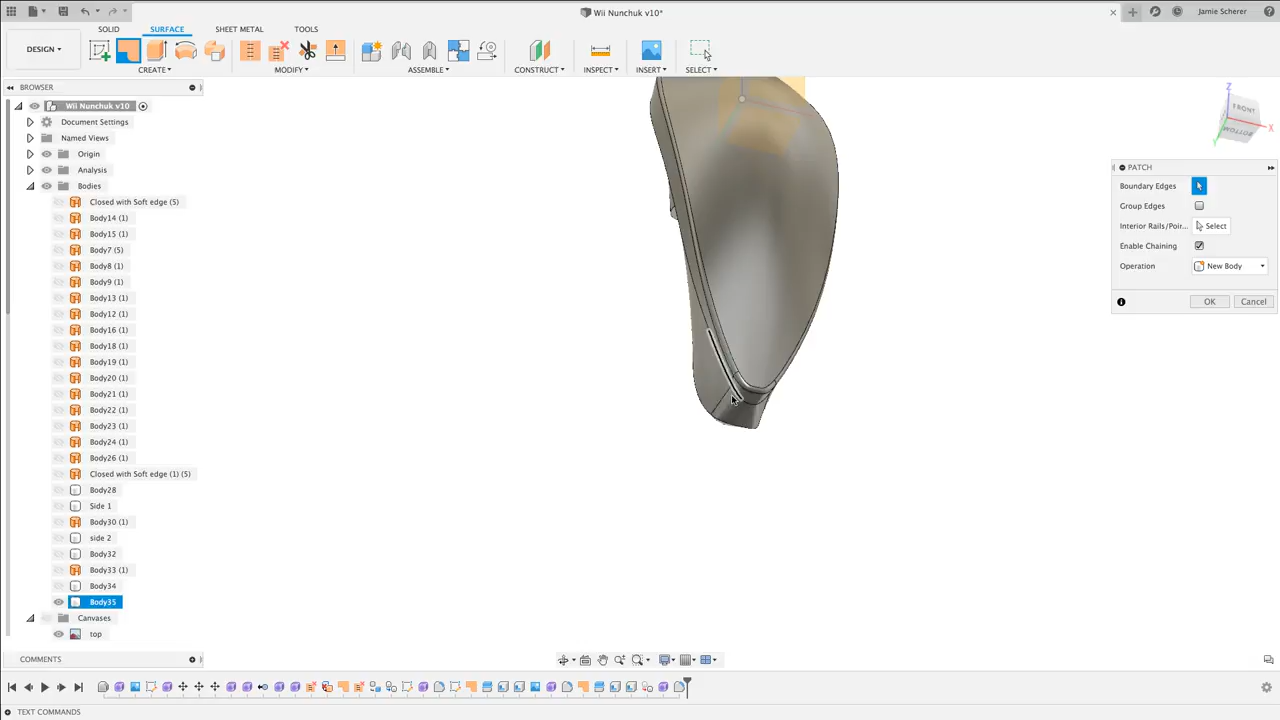 Wii Nunchuk v10*
Jamie Scherer
SOLID SURFACE SHEET METAL TOOLS
DESIGN
CREATE MODIFY ASSEMBLE CONSTRUCT INSPECT INSERT SELECT
BROWSER
Wii Nunchuk v10
Document Settings
Named Views
Origin
Analysis
Bodies
Closed with Soft edge (5)
Body14 (1)
Body15 (1)
Body7 (5)
Body8 (1)
Body9 (1)
Body13 (1)
Body12 (1)
Body16 (1)
Body18 (1)
Body19 (1)
Body20 (1)
Body21 (1)
Body22 (1)
Body23 (1)
Body24 (1)
Body26 (1)
Closed with Soft edge (1) (5)
Body28
Side 1
Body30 (1)
side 2
Body32
Body33 (1)
Body34
Body35
Canvases
top
Z
FRONT
BOTTOM
X
Y
PATCH
Boundary Edges
Group Edges
Interior Rails/Poir... Select
Enable Chaining
Operation New Body
OK Cancel
COMMENTS
TEXT COMMANDS